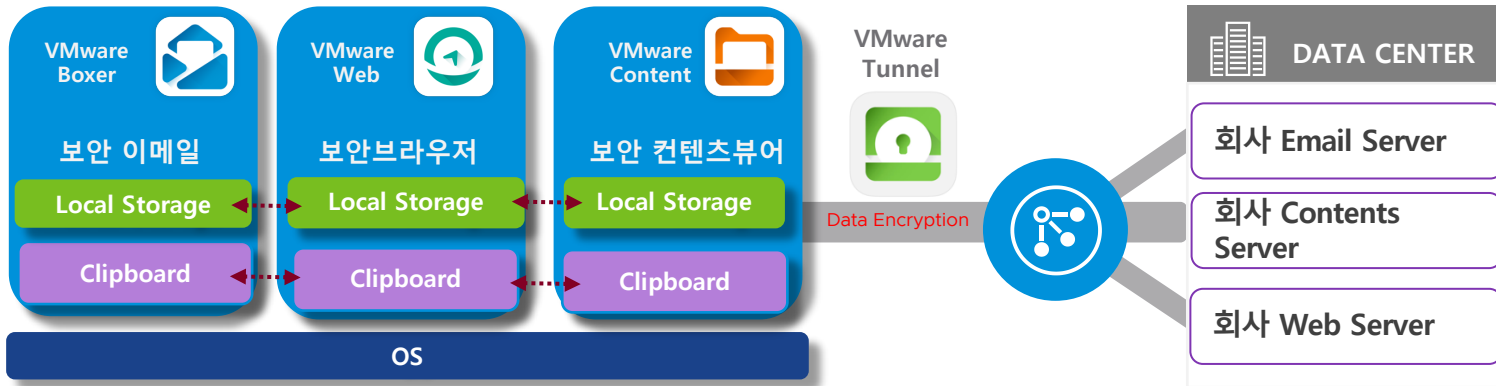 VMware
Boxer
보안 이메일
Local Storage
Clipboard
VMware
Web
보안브라우저
Local Storage
Clipboard
VMware
Content
보안 컨텐츠뷰어
Local Storage
Clipboard
OS
VMware
Tunnel
Data Encryption
DATA CENTER
회사 Email Server
회사 Contents
Server
회사 Web Server